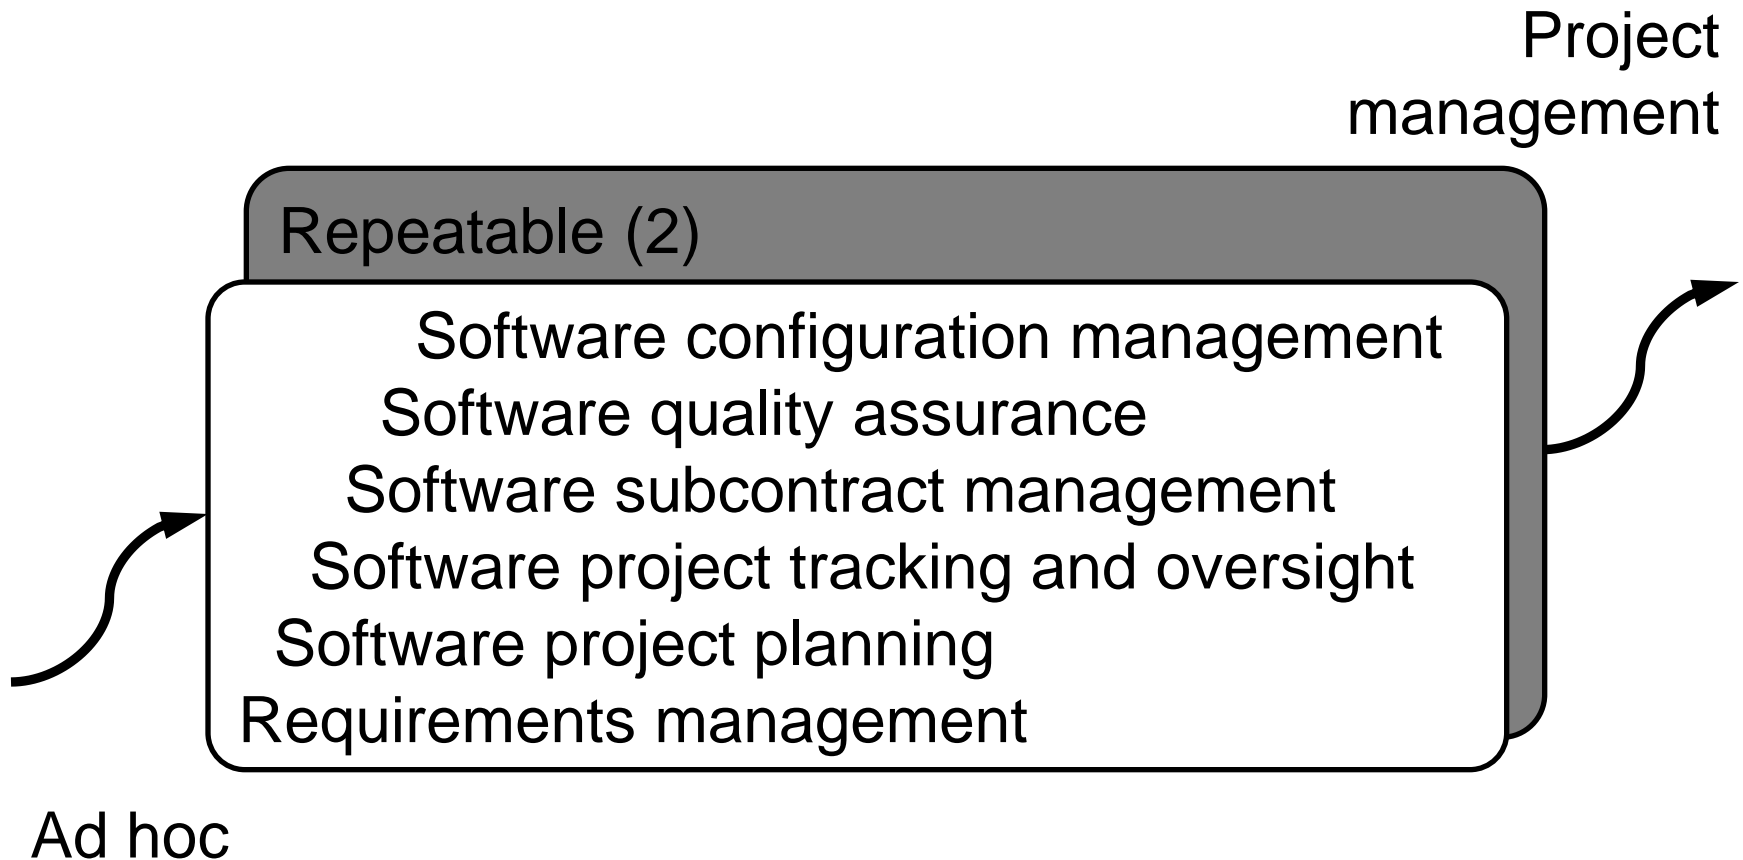 Project
management
Repeatable (2)
Software configuration management
Software quality assurance
Software subcontract management
Software project tracking and oversight
Software project planning
Requirements management
Ad hoc